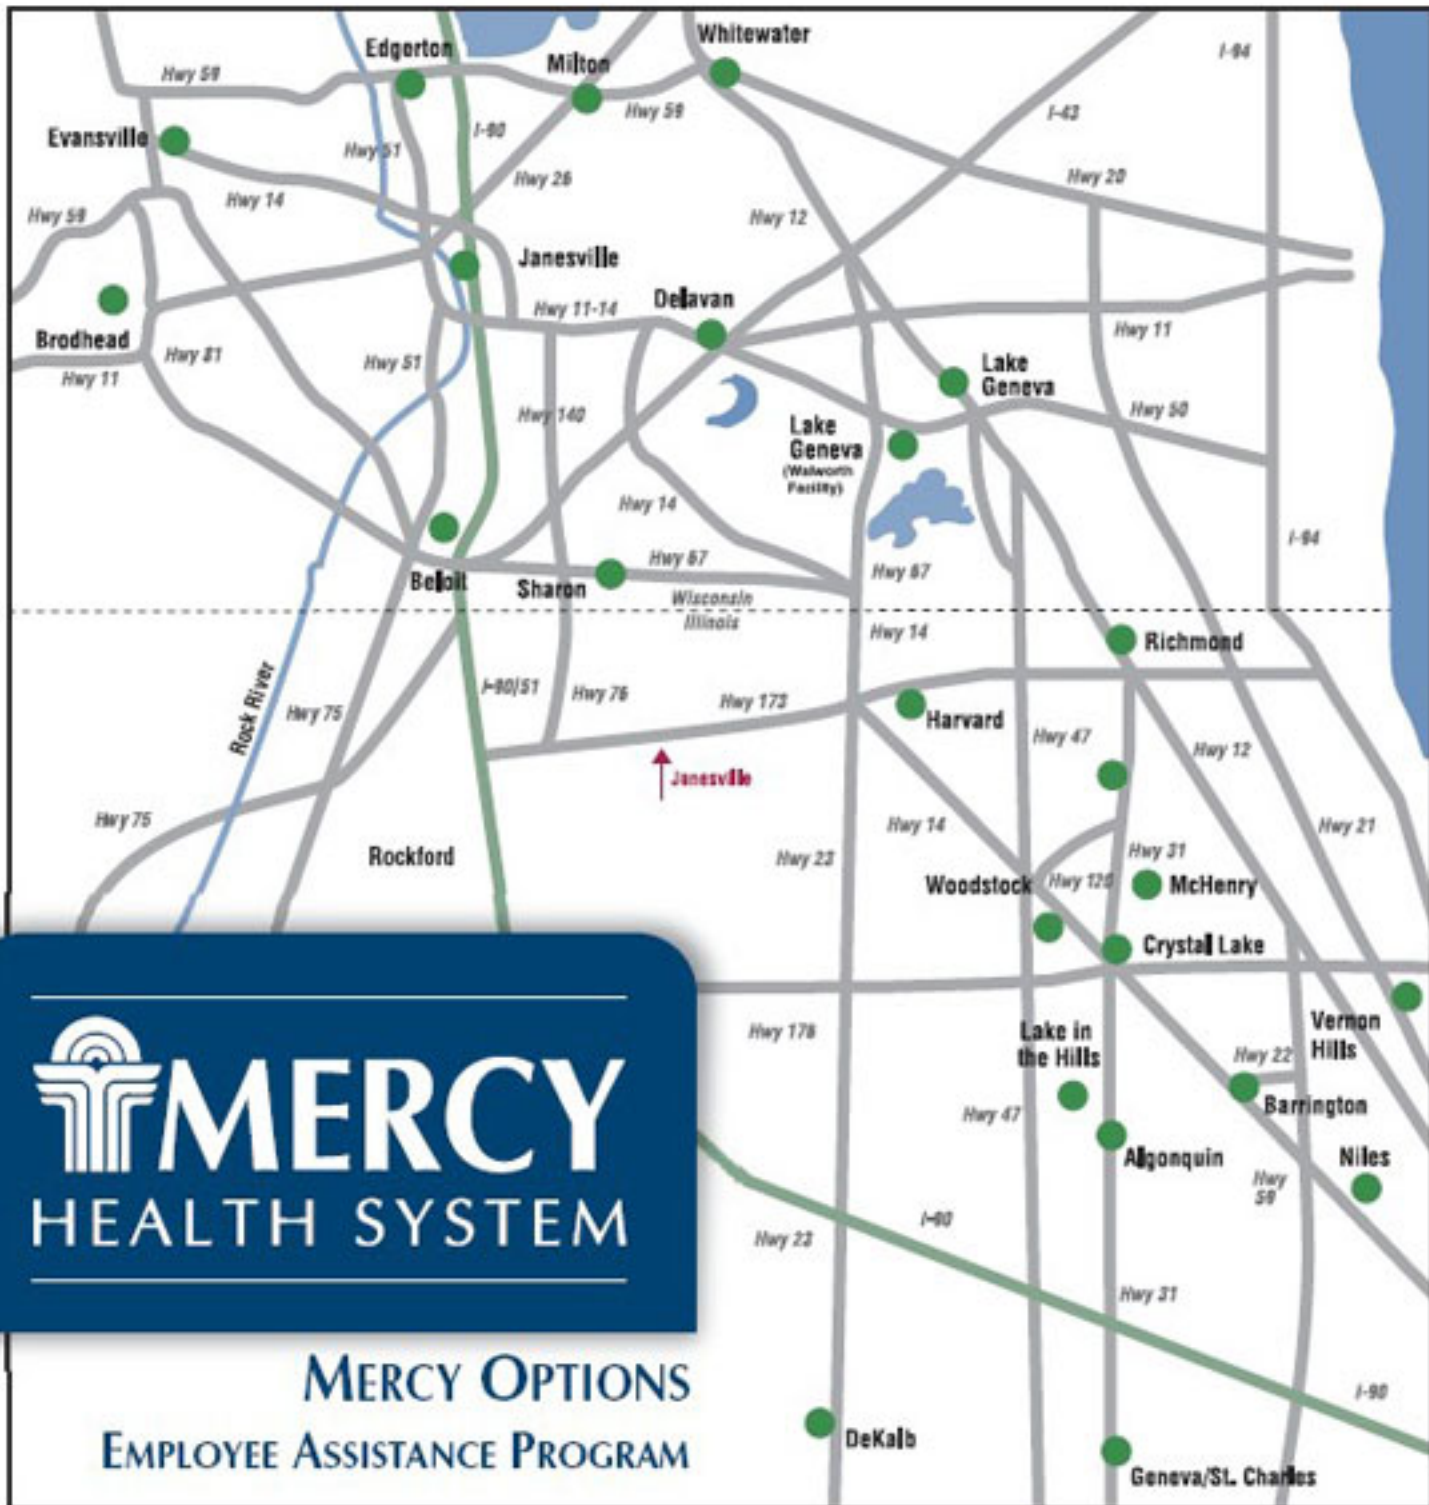 Whitewater
Edgerton
Milton
I-94
Hwy 59
Hwy 59
I-43
I-90
Evansville
Hwy 51
Hwy 26
Hwy 20
Hwy 14
Hwy 59
Hwy 12
Janesville
Delavan
Hwy 11-14
Brodhead
Hwy 81
Hwy 11
Hwy 51
Hwy 11
Lake
Geneva
Hwy 140
Hwy 50
Lake
Geneva
(Walworth
Facility)
Hwy 14
I-94
Hwy 67
Hwy 67
Beloit
Sharon
Wisconsin
Illinois
Hwy 14
Richmond
Rock River
I-90/51
Hwy 76
Hwy 173
Hwy 75
Harvard
Hwy 47
Hwy 12
Janesville
Hwy 75
Hwy 14
Hwy 21
Rockford
Hwy 23
Hwy 31
Woodstock
Hwy 120
McHenry
Crystal Lake
Hwy 176
Lake in
the Hills
Vernon
Hills
Hwy 22
Barrington
Hwy 47
Algonquin
Niles
Hwy
59
MERCY
HEALTH SYSTEM
I-90
Hwy 23
Hwy 31
MERCY OPTIONS
EMPLOYEE ASSISTANCE PROGRAM
I-90
DeKalb
Geneva/St. Charles